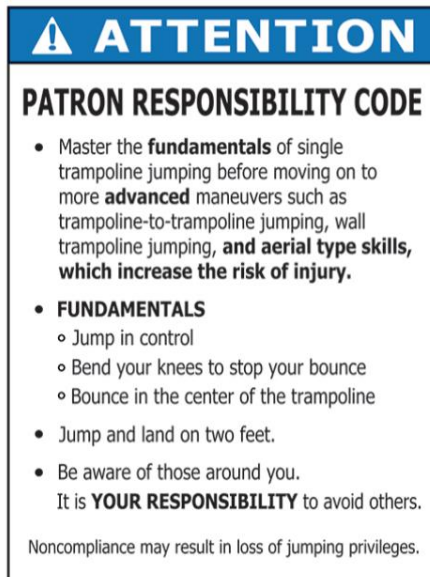 ATTENTION
PATRON RESPONSIBILITY CODE
• Master the fundamentals of single
trampoline jumping before moving on to
more advanced maneuvers such as
trampoline-to-trampoline jumping, wall
trampoline jumping, and aerial type skills,
which increase the risk of injury.
• FUNDAMENTALS
∘ Jump in control
∘ Bend your knees to stop your bounce
∘ Bounce in the center of the trampoline
• Jump and land on two feet.
• Be aware of those around you.
It is YOUR RESPONSIBILITY to avoid others.
Noncompliance may result in loss of jumping privileges.